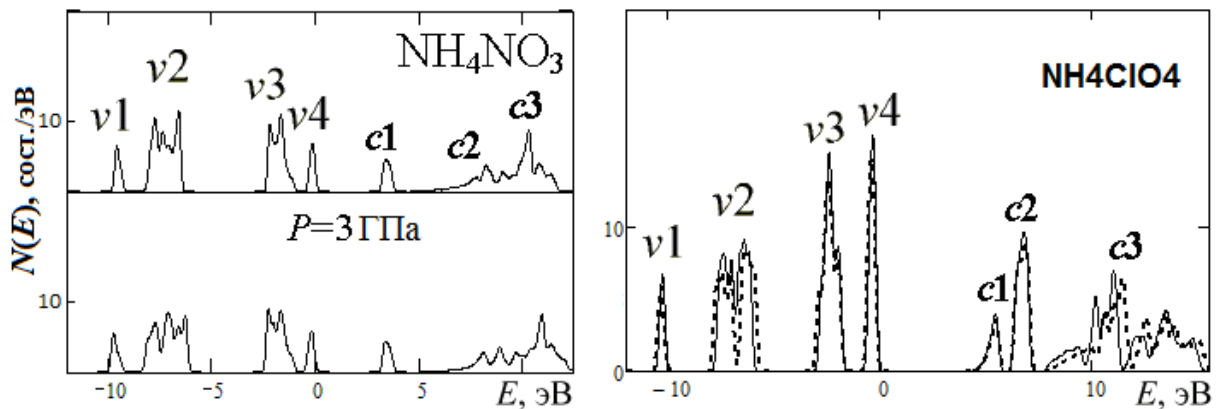 NH₄NO₃
v1
v2
v3
v4
c1
c2
c3
10
P=3 ГПа
10
N(E), сост./эВ
−10
−5
0
5
E, эВ
NH4ClO4
v1
v2
v3
v4
c1
c2
c3
10
0
−10
0
10
E, эВ